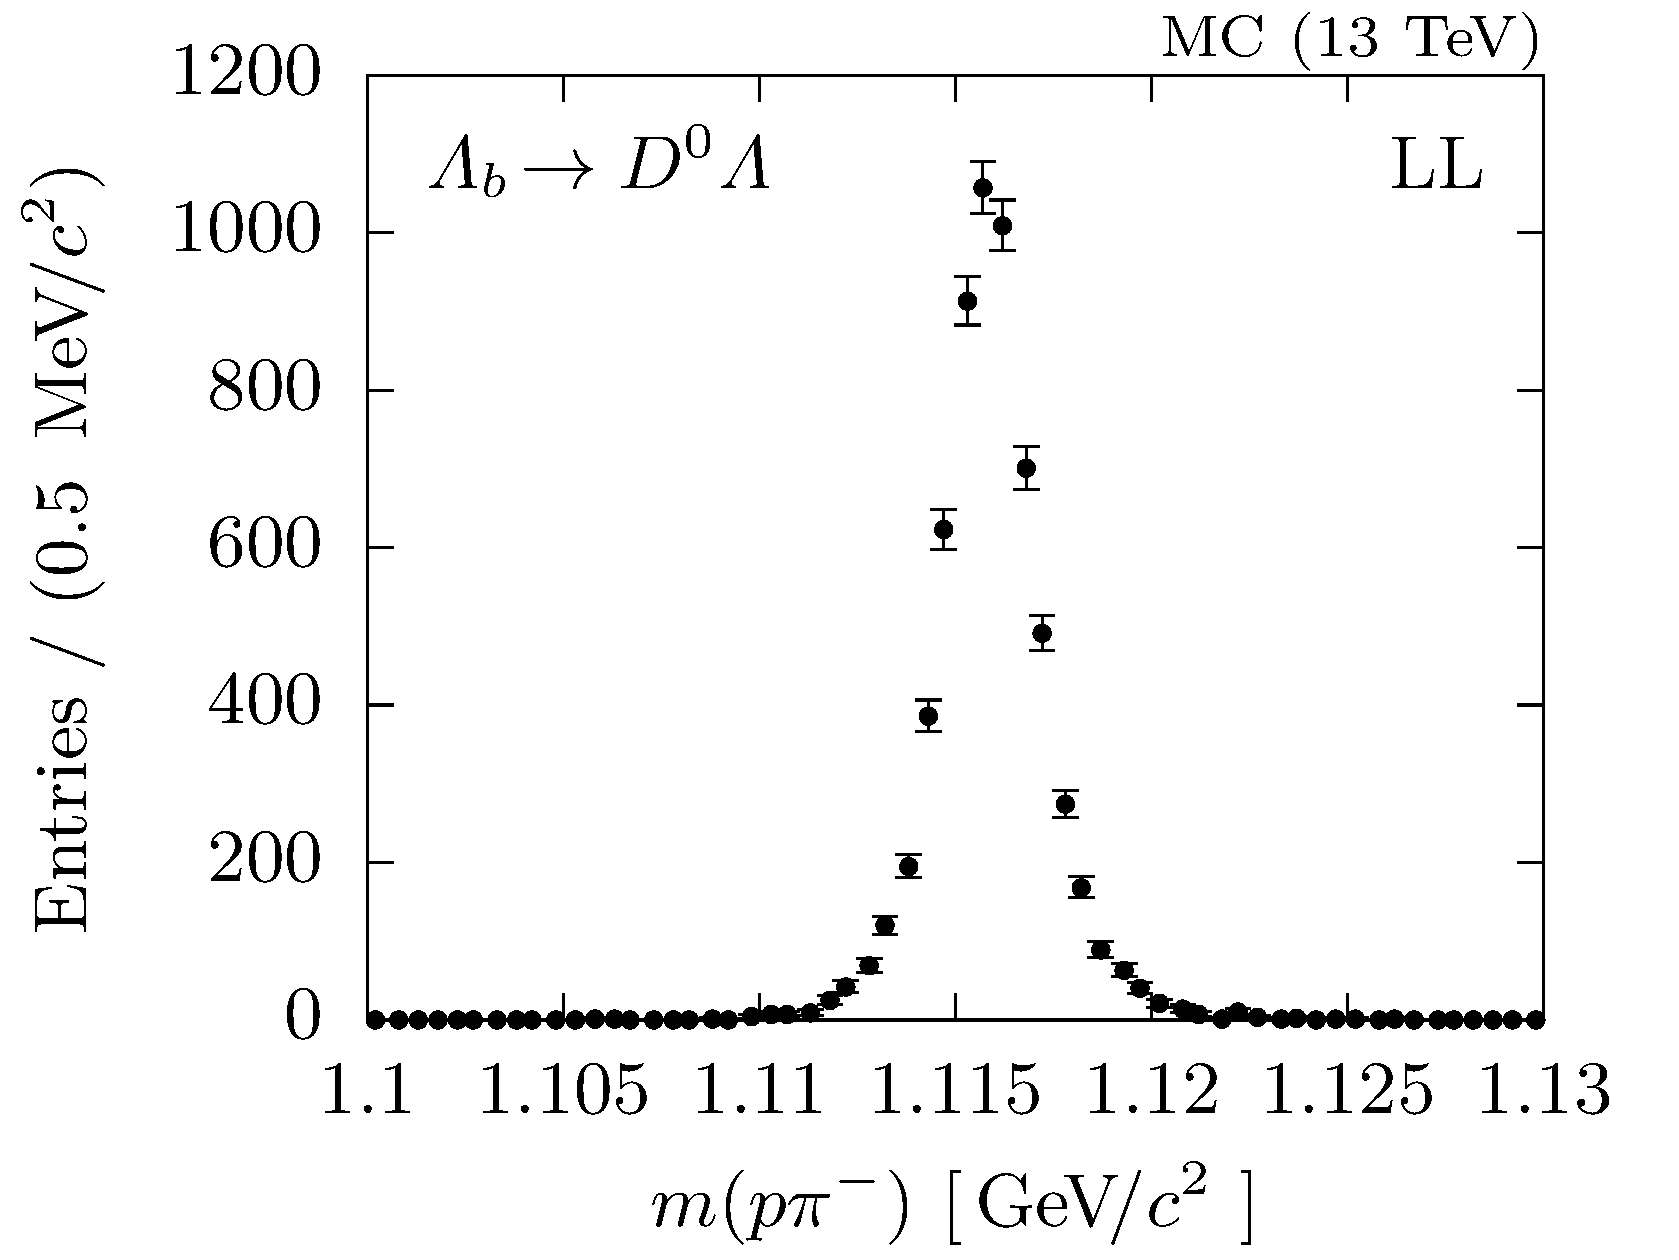 MC (13 TeV)
Λb → D⁰Λ
LL
Entries / (0.5 MeV/c²)
1200
1000
800
600
400
200
0
1.1 1.105 1.11 1.115 1.12 1.125 1.13
m(pπ⁻) [ GeV/c² ]